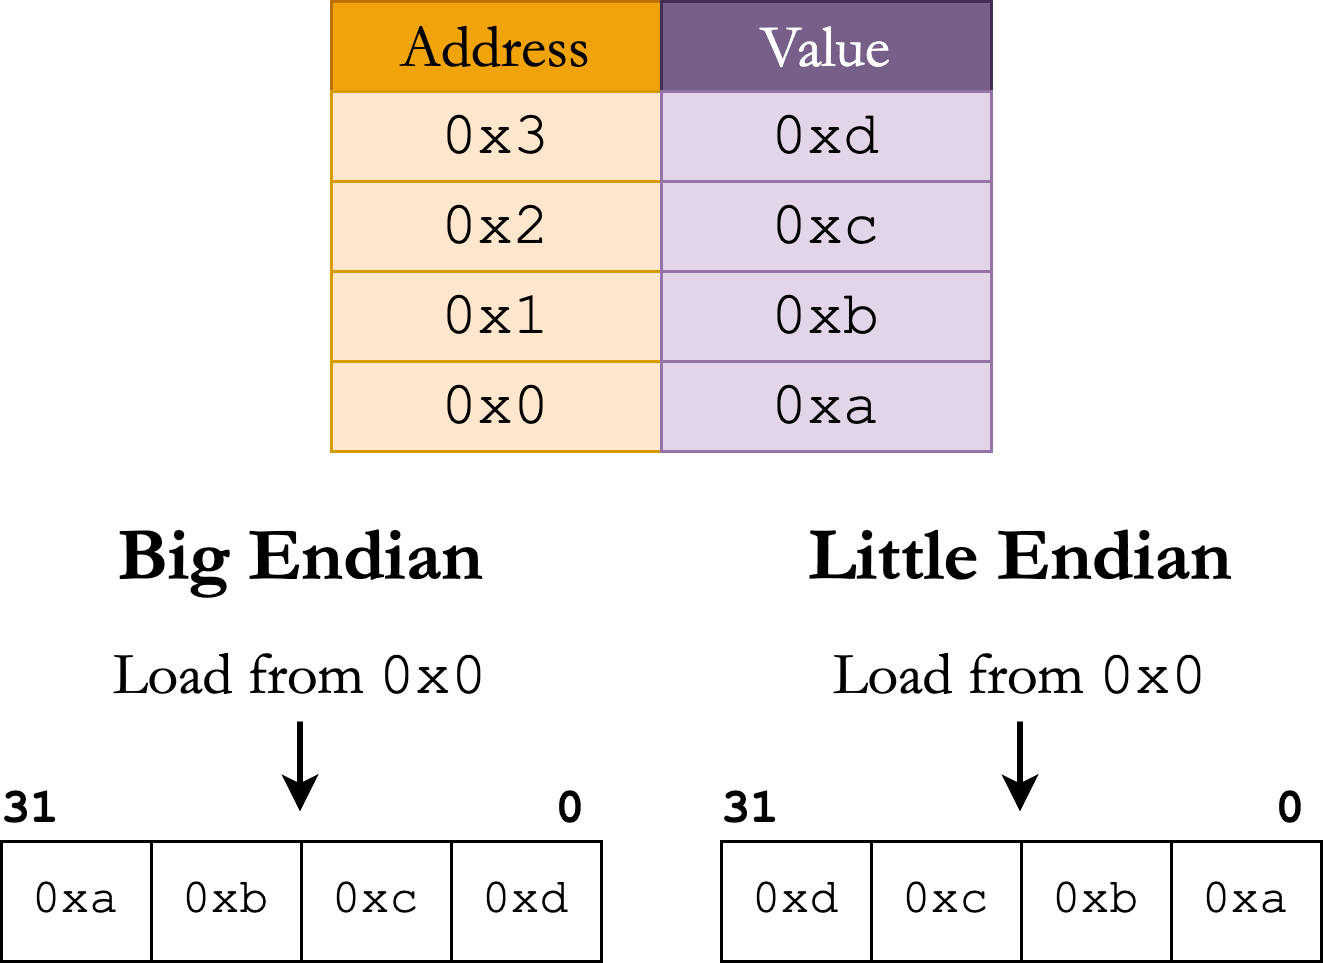 Address Value
0x3 0xd
0x2 0xc
0x1 0xb
0x0 0xa
Big Endian
Load from 0x0
31 0
0xa 0xb 0xc 0xd
Little Endian
Load from 0x0
31 0
0xd 0xc 0xb 0xa